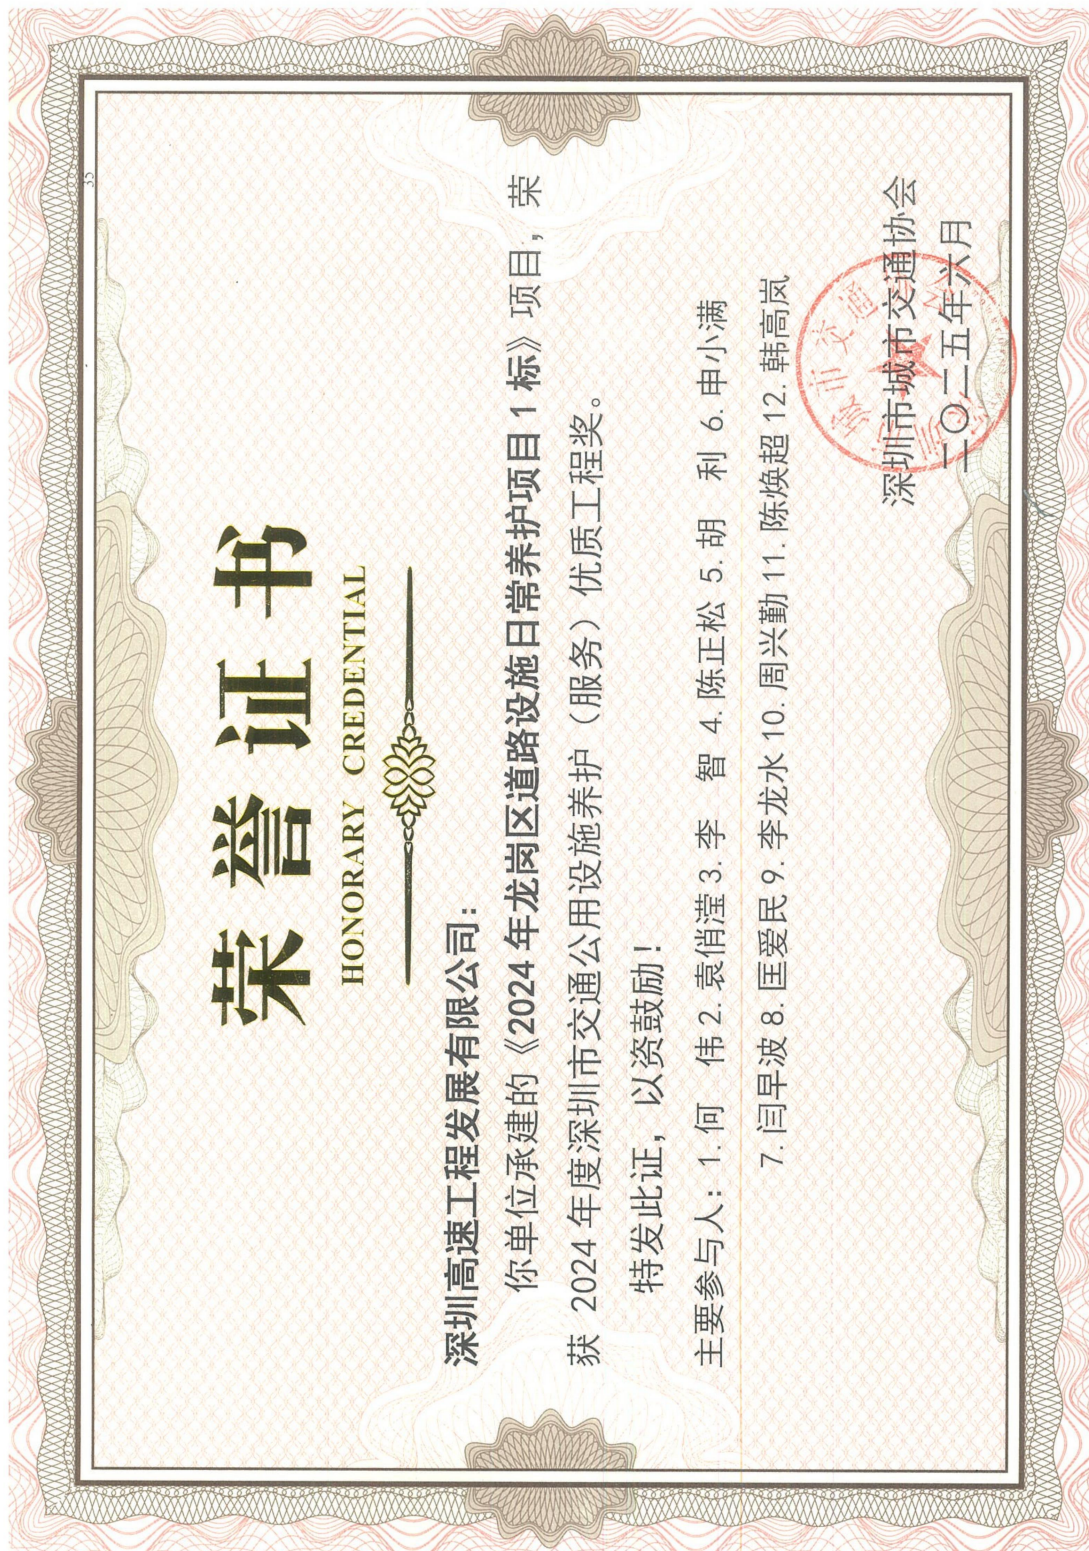 35
荣誉证书
HONORARY CREDENTIAL
深圳高速工程发展有限公司：
你单位承建的《2024年龙岗区道路设施日常养护项目1标》项目，荣
获 2024年度深圳市交通公用设施养护（服务）优质工程奖。
特发此证，以资鼓励！
主要参与人：1.何　伟 2.袁俏滢 3.李　智 4.陈正松 5.胡　利 6.申小满
7.闫早波 8.匡爱民 9.李龙水 10.周兴勤 11.陈焕超 12.韩高岚
深圳市城市交通协会
二〇二五年六月